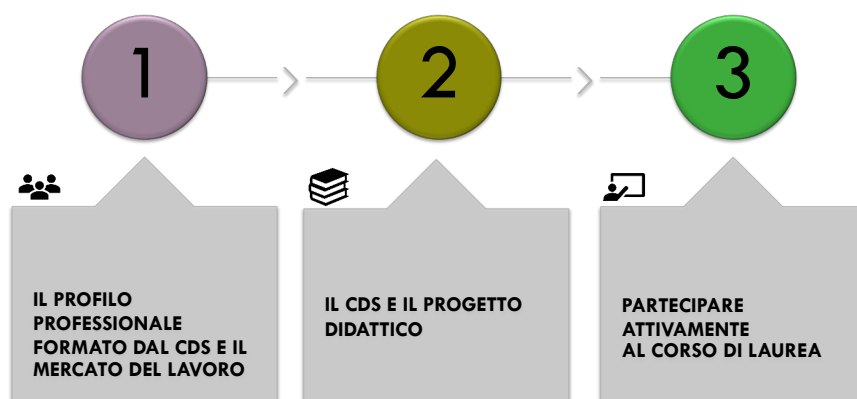 1
2
3
IL PROFILO
PROFESSIONALE
FORMATO DAL CDS E IL
MERCATO DEL LAVORO
IL CDS E IL PROGETTO
DIDATTICO
PARTECIPARE
ATTIVAMENTE
AL CORSO DI LAUREA